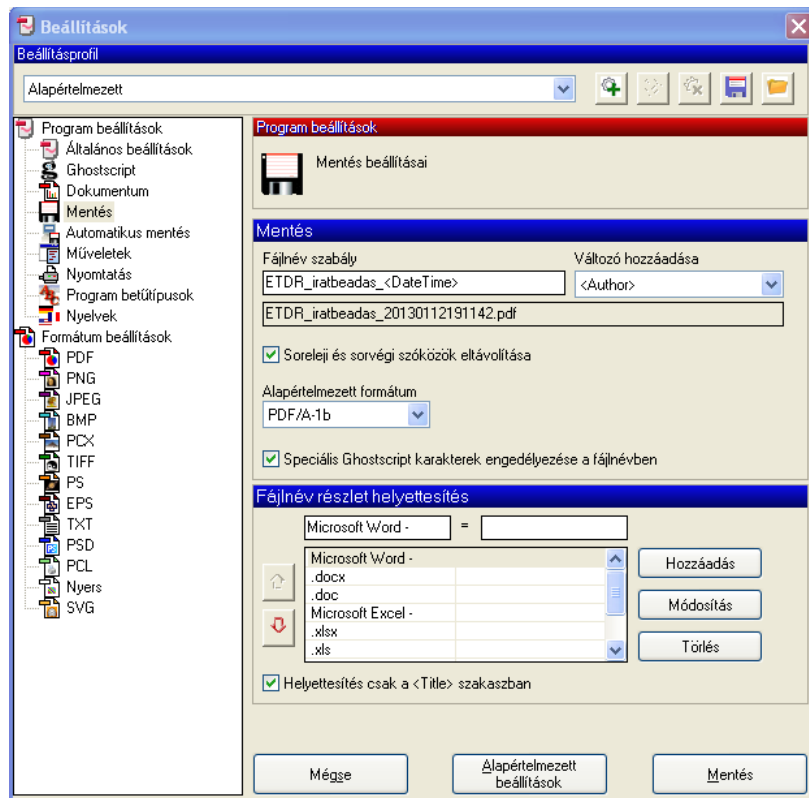 Beállítások
Beállításprofil
Alapértelmezett
Program beállítások
Általános beállítások
Ghostscript
Dokumentum
Mentés
Automatikus mentés
Műveletek
Nyomtatás
Program betűtípusok
Nyelvek
Formátum beállítások
PDF
PNG
JPEG
BMP
PCX
TIFF
PS
EPS
TXT
PSD
PCL
Nyers
SVG
Program beállítások
Mentés beállításai
Mentés
Fájlnév szabály Változó hozzáadása
ETDR_iratbeadas_<DateTime> <Author>
ETDR_iratbeadas_20130112191142.pdf
Soreleji és sorvégi szóközök eltávolítása
Alapértelmezett formátum
PDF/A-1b
Speciális Ghostscript karakterek engedélyezése a fájlnévben
Fájlnév részlet helyettesítés
Microsoft Word - =
Microsoft Word -
.docx
.doc
Microsoft Excel -
.xlsx
.xls
Hozzáadás
Módosítás
Törlés
Helyettesítés csak a <Title> szakaszban
Mégse
Alapértelmezett
beállítások
Mentés